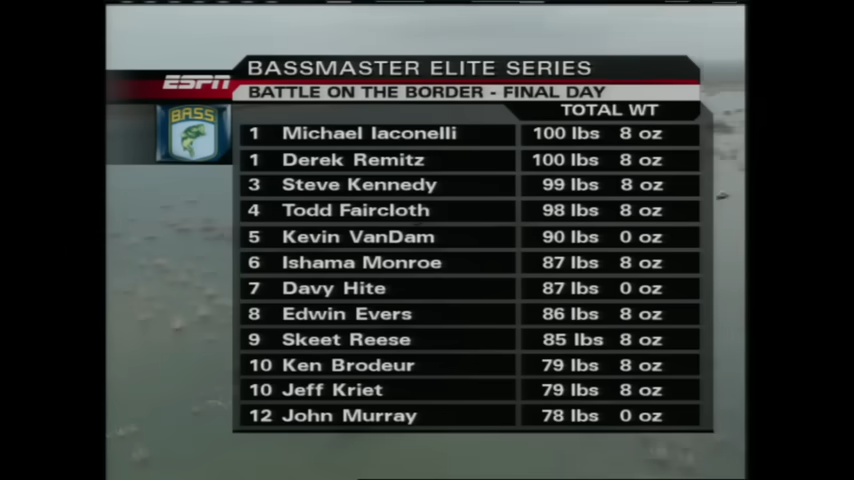 BASSMASTER ELITE SERIES
ESPN
BATTLE ON THE BORDER - FINAL DAY
TOTAL WT
BASS
1 Michael Iaconelli 100 lbs 8 oz
1 Derek Remitz 100 lbs 8 oz
3 Steve Kennedy 99 lbs 8 oz
4 Todd Faircloth 98 lbs 8 oz
5 Kevin VanDam 90 lbs 0 oz
6 Ishama Monroe 87 lbs 8 oz
7 Davy Hite 87 lbs 0 oz
8 Edwin Evers 86 lbs 8 oz
9 Skeet Reese 85 lbs 8 oz
10 Ken Brodeur 79 lbs 8 oz
10 Jeff Kriet 79 lbs 8 oz
12 John Murray 78 lbs 0 oz